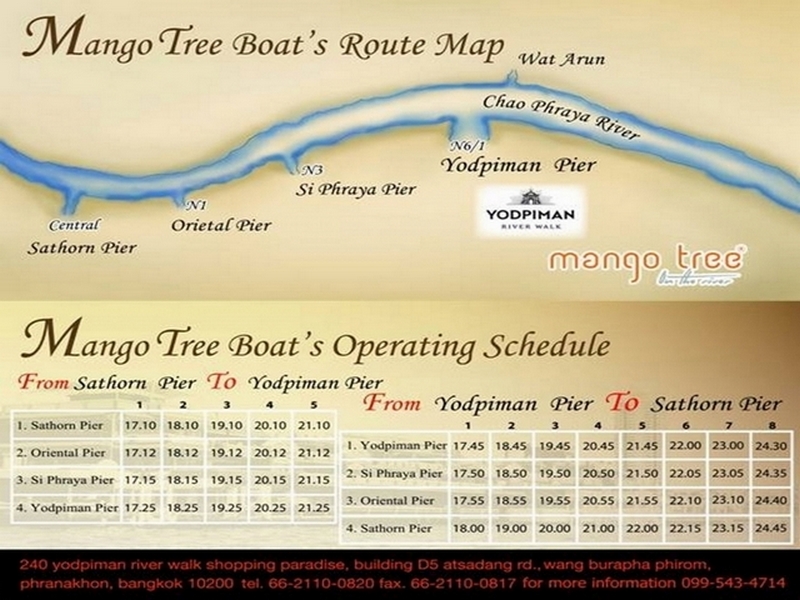 Mango Tree Boat's Route Map
Wat Arun
Chao Phraya River
N6/1
Yodpiman Pier
N3
Si Phraya Pier
N1
Orietal Pier
Central
Sathorn Pier
YODPIMAN
RIVER WALK
mango tree®
On the river
Mango Tree Boat's Operating Schedule
From Sathorn Pier To Yodpiman Pier
1 2 3 4 5
1. Sathorn Pier 17.10 18.10 19.10 20.10 21.10
2. Oriental Pier 17.12 18.12 19.12 20.12 21.12
3. Si Phraya Pier 17.15 18.15 19.15 20.15 21.15
4. Yodpiman Pier 17.25 18.25 19.25 20.25 21.25
From Yodpiman Pier To Sathorn Pier
1 2 3 4 5 6 7 8
1. Yodpiman Pier 17.45 18.45 19.45 20.45 21.45 22.00 23.00 24.30
2. Si Phraya Pier 17.50 18.50 19.50 20.50 21.50 22.05 23.05 24.35
3. Oriental Pier 17.55 18.55 19.55 20.55 21.55 22.10 23.10 24.40
4. Sathorn Pier 18.00 19.00 20.00 21.00 22.00 22.15 23.15 24.45
240 yodpiman river walk shopping paradise, building D5 atsadang rd., wang burapha phirom,
phranakhon, bangkok 10200 tel. 66-2110-0820 fax. 66-2110-0817 for more information 099-543-4714